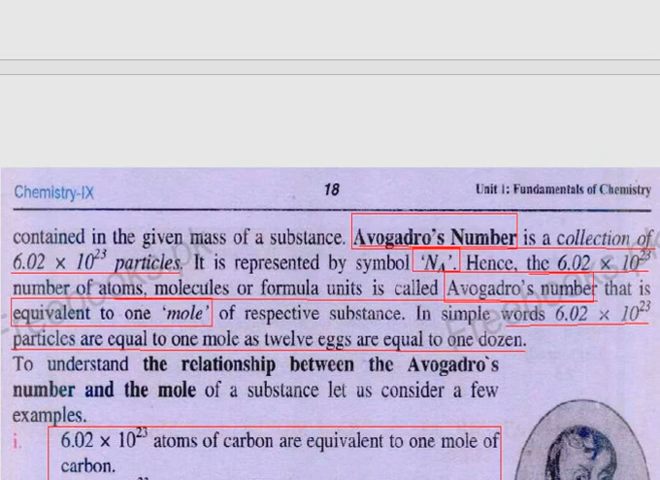 Chemistry-IX 18 Unit 1: Fundamentals of Chemistry
contained in the given mass of a substance. Avogadro's Number is a collection of
6.02 × 10²³ particles. It is represented by symbol ‘Nₐ’. Hence, the 6.02 × 10²³
number of atoms, molecules or formula units is called Avogadro's number that is
equivalent to one ‘mole’ of respective substance. In simple words 6.02 × 10²³
particles are equal to one mole as twelve eggs are equal to one dozen.
To understand the relationship between the Avogadro`s
number and the mole of a substance let us consider a few
examples.
i. 6.02 × 10²³ atoms of carbon are equivalent to one mole of
carbon.